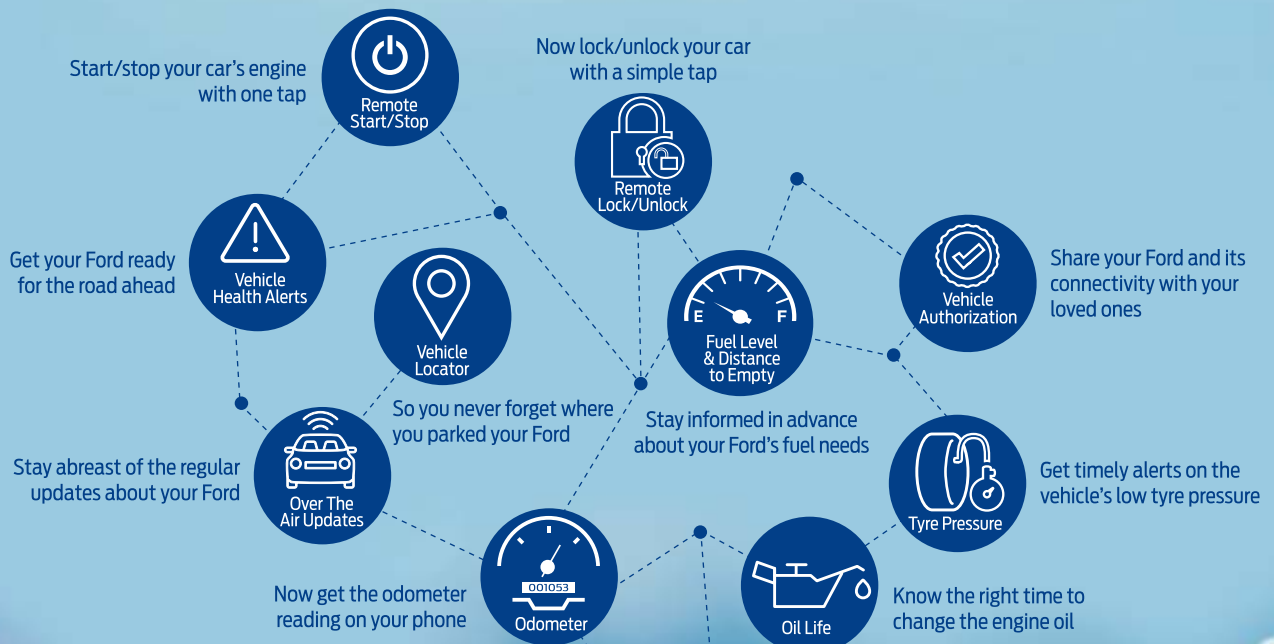 Start/stop your car's engine
with one tap
Remote
Start/Stop
Now lock/unlock your car
with a simple tap
Remote
Lock/Unlock
Get your Ford ready
for the road ahead
Vehicle
Health Alerts
Vehicle
Locator
So you never forget where
you parked your Ford
E
F
Fuel Level
& Distance
to Empty
Stay informed in advance
about your Ford's fuel needs
Vehicle
Authorization
Share your Ford and its
connectivity with your
loved ones
Stay abreast of the regular
updates about your Ford
Over The
Air Updates
Tyre Pressure
Get timely alerts on the
vehicle's low tyre pressure
Now get the odometer
reading on your phone
001053
Odometer
Oil Life
Know the right time to
change the engine oil